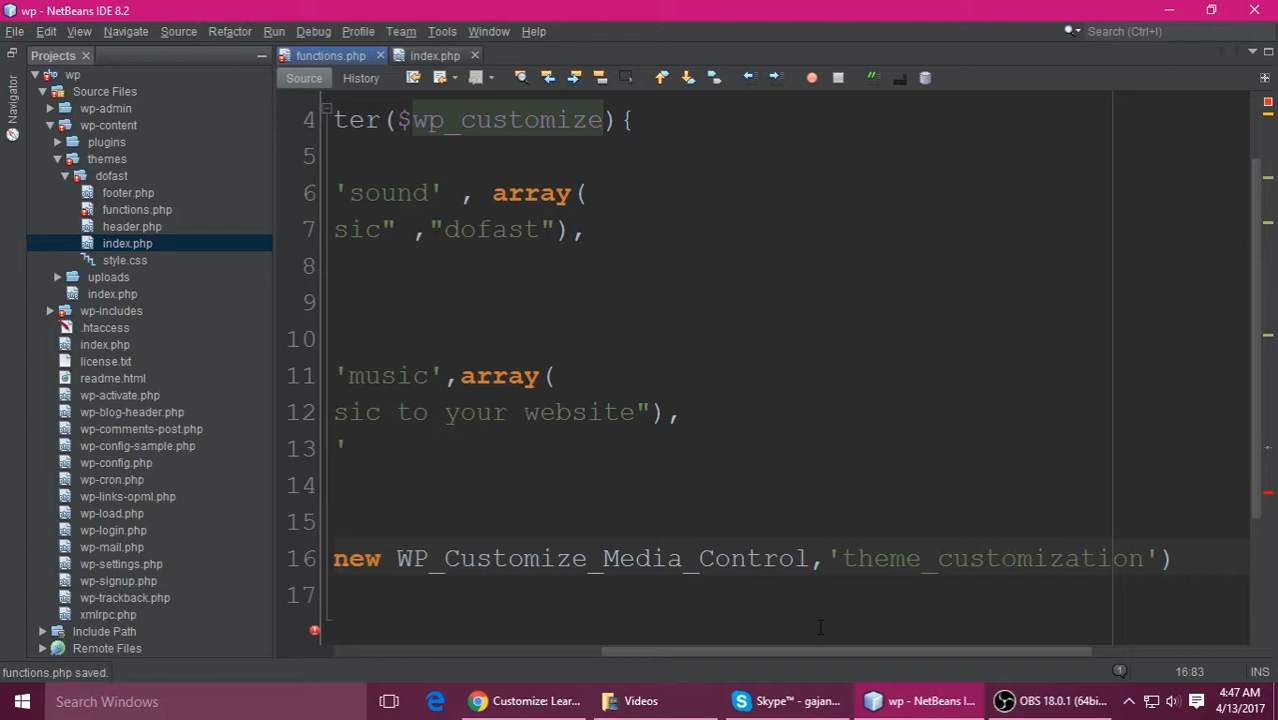 wp - NetBeans IDE 8.2
File Edit View Navigate Source Refactor Run Debug Profile Team Tools Window Help
Search (Ctrl+I)
Projects
functions.php
index.php
Navigator
Source
History
wp
Source Files
wp-admin
wp-content
plugins
themes
dofast
footer.php
functions.php
header.php
index.php
style.css
uploads
index.php
wp-includes
.htaccess
index.php
license.txt
readme.html
wp-activate.php
wp-blog-header.php
wp-comments-post.php
wp-config-sample.php
wp-config.php
wp-cron.php
wp-links-opml.php
wp-load.php
wp-login.php
wp-mail.php
wp-settings.php
wp-signup.php
wp-trackback.php
xmlrpc.php
Include Path
Remote Files
4 ter($wp_customize){
5
6 'sound' , array(
7 sic" ,"dofast"),
8
9
10
11 'music',array(
12 sic to your website"),
13 '
14
15
16 new WP_Customize_Media_Control,'theme_customization')
17
functions.php saved.
1
16:83
INS
Search Windows
Customize: Lear...
Videos
Skype™ - gajan...
wp - NetBeans I...
OBS 18.0.1 (64bi...
4:47 AM
4/13/2017